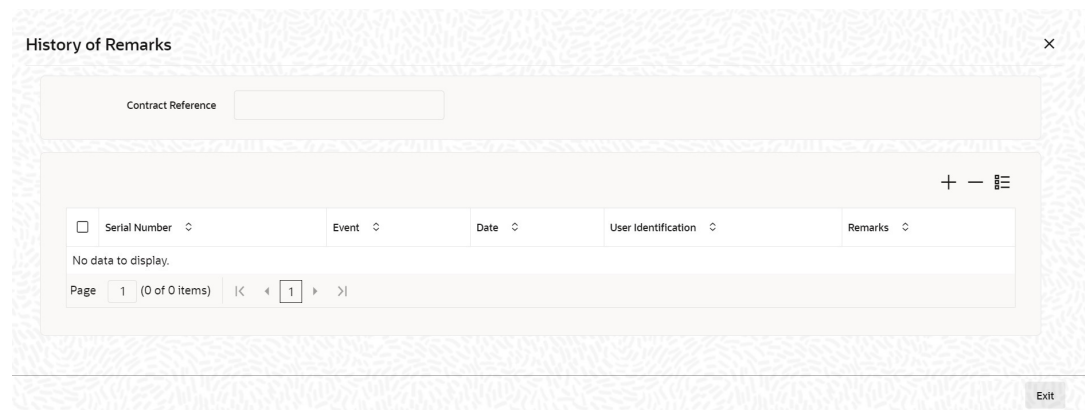 History of Remarks
Contract Reference
Serial Number Event Date User Identification Remarks
No data to display.
Page 1 (0 of 0 items) 1
Exit